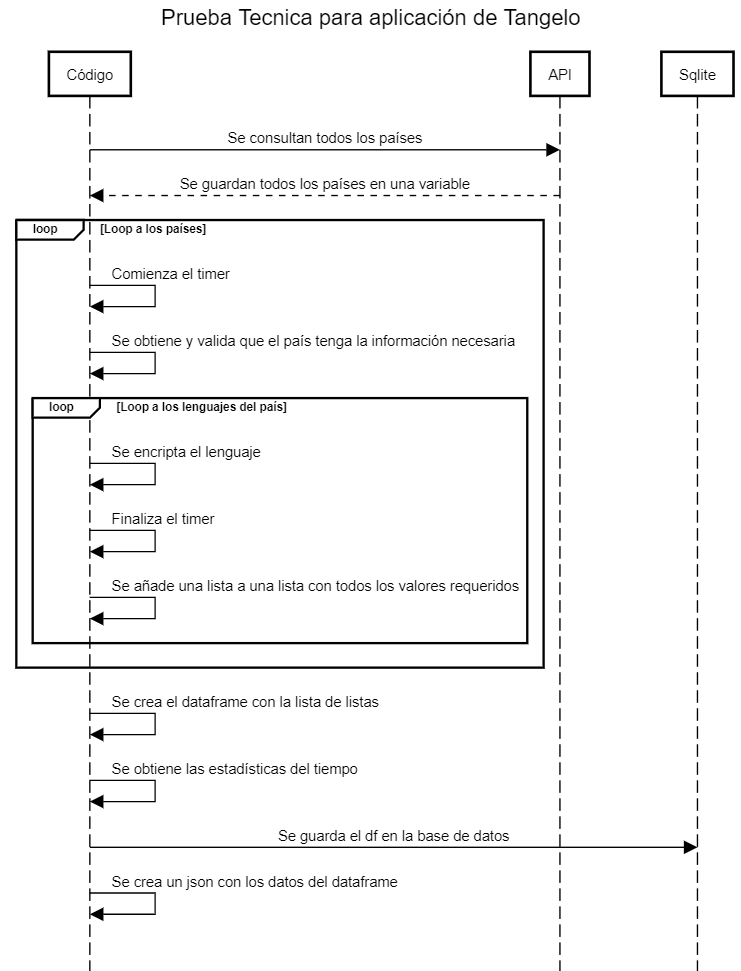 Prueba Tecnica para aplicación de Tangelo
Código
API
Sqlite
Se consultan todos los países
Se guardan todos los países en una variable
loop
[Loop a los países]
Comienza el timer
Se obtiene y valida que el país tenga la información necesaria
loop
[Loop a los lenguajes del país]
Se encripta el lenguaje
Finaliza el timer
Se añade una lista a una lista con todos los valores requeridos
Se crea el dataframe con la lista de listas
Se obtiene las estadísticas del tiempo
Se guarda el df en la base de datos
Se crea un json con los datos del dataframe